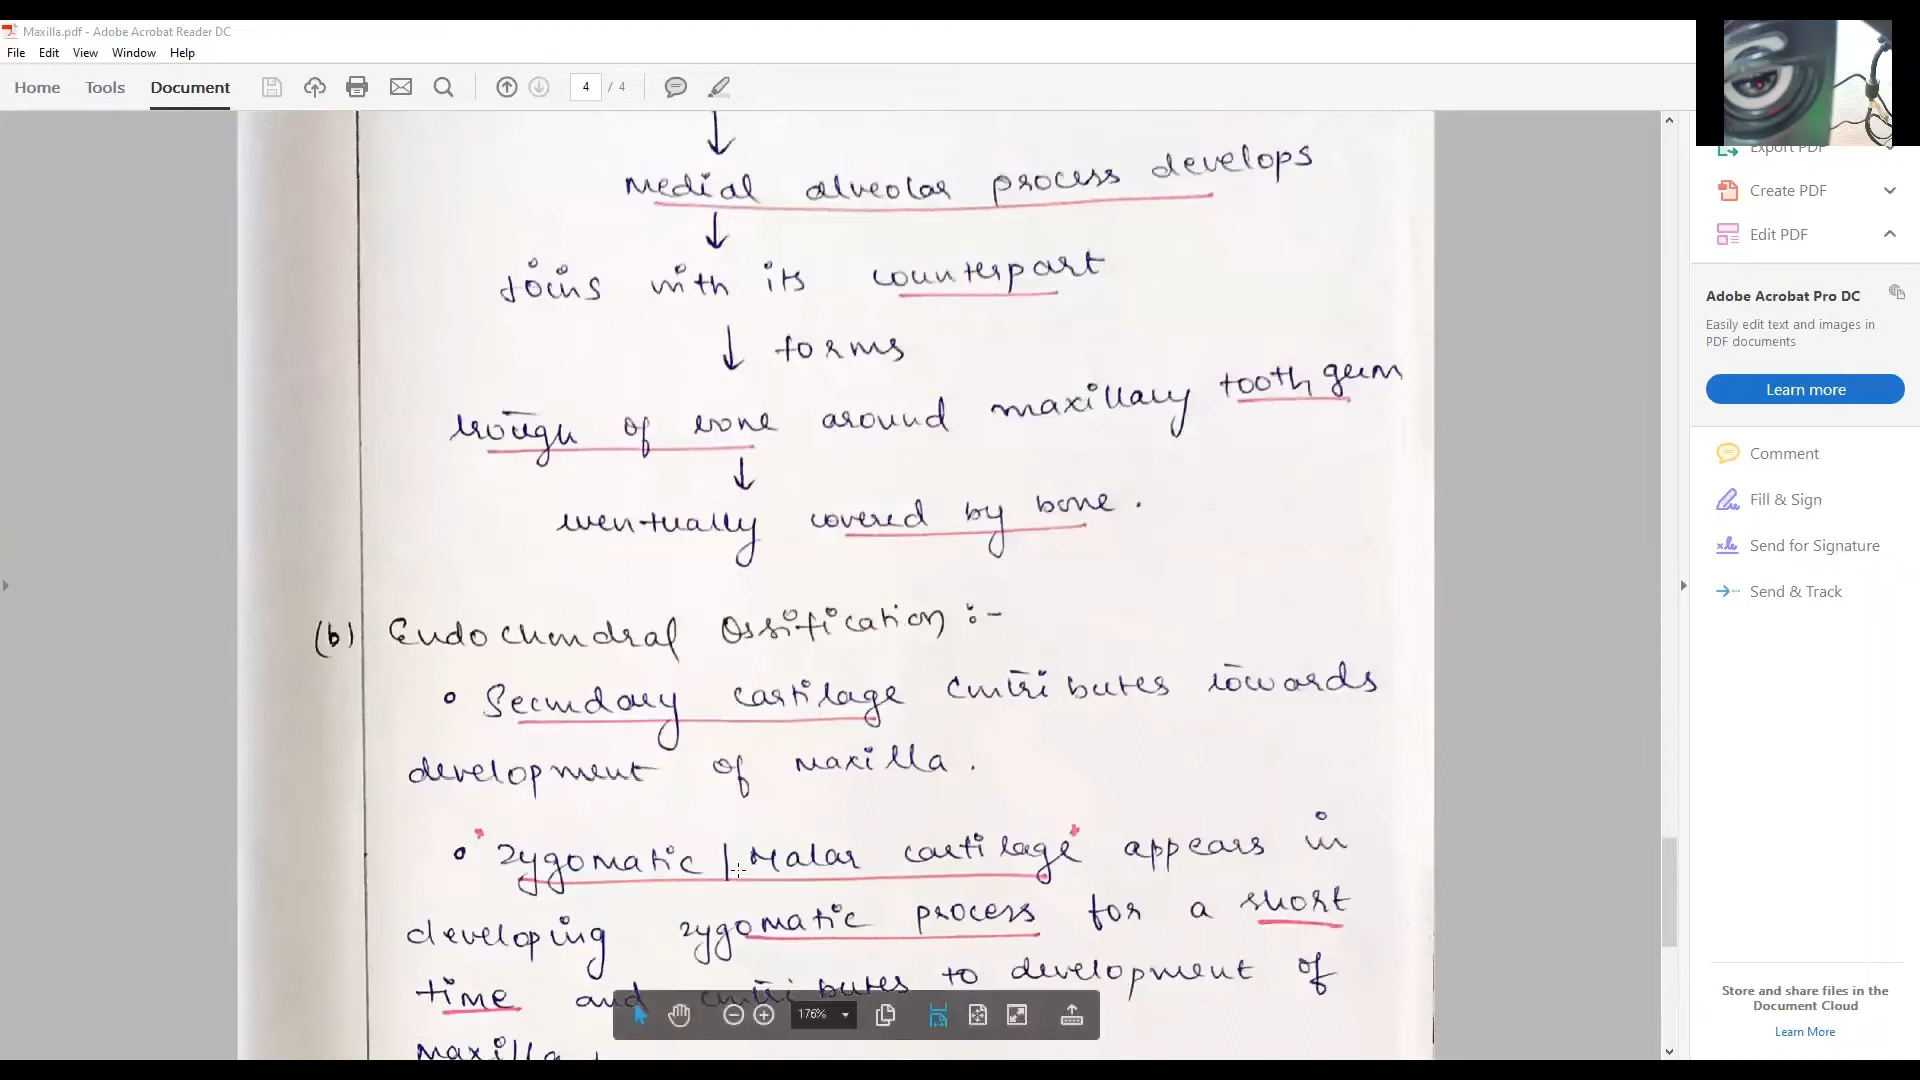 Maxilla.pdf - Adobe Acrobat Reader DC
File Edit View Window Help
Home Tools Document 4 / 4
↓
Medial alveolar process develops
↓
Joins with its counterpart
↓ forms
trough of bone around maxillary tooth germ
↓
eventually covered by bone.
(b) Endochondral Ossification :-
• Secondary cartilage contributes towards
development of maxilla.
• * Zygomatic / Malar cartilage * appears in
developing zygomatic process for a short
time and contributes to development of
maxilla.
176%
Export PDF
Create PDF
Edit PDF
Adobe Acrobat Pro DC
Easily edit text and images in
PDF documents
Learn more
Comment
Fill & Sign
Send for Signature
Send & Track
Store and share files in the
Document Cloud
Learn More